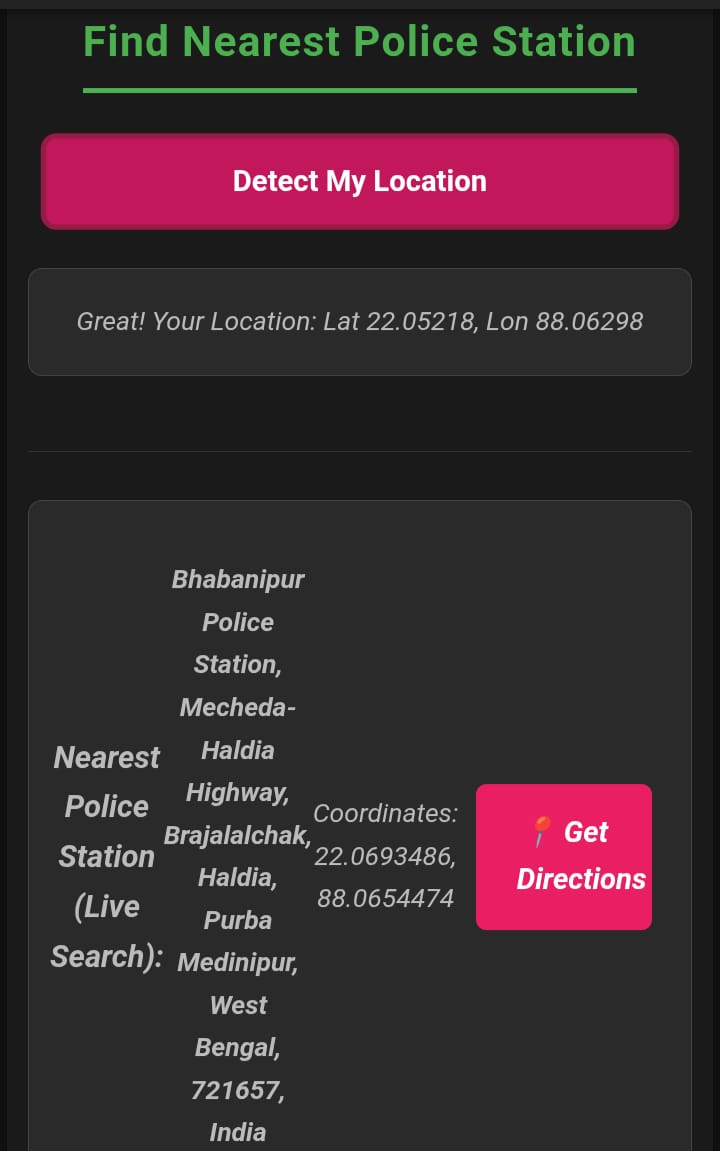 Find Nearest Police Station
Detect My Location
Great! Your Location: Lat 22.05218, Lon 88.06298
Nearest
Police
Station
(Live
Search):
Bhabanipur
Police
Station,
Mecheda-
Haldia
Highway,
Brajalalchak,
Haldia,
Purba
Medinipur,
West
Bengal,
721657,
India
Coordinates:
22.0693486,
88.0654474
📍 Get
Directions